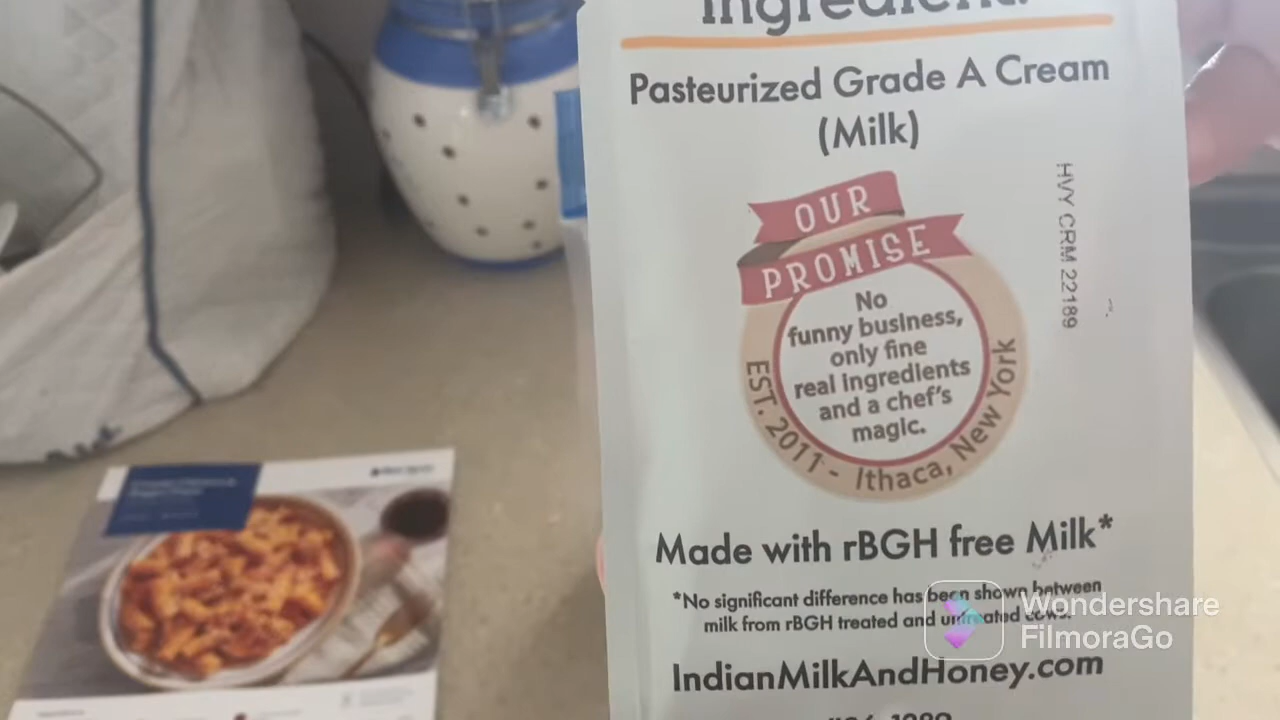 Pasteurized Grade A Cream
(Milk)
OUR
PROMISE
No
funny business,
only fine
real ingredients
and a chef's
magic.
EST. 2011 - Ithaca, New York
HVY CRM 22189
Made with rBGH free Milk*
*No significant difference has been shown between
milk from rBGH treated and untreated cows.
IndianMilkAndHoney.com
Wondershare
FilmoraGo